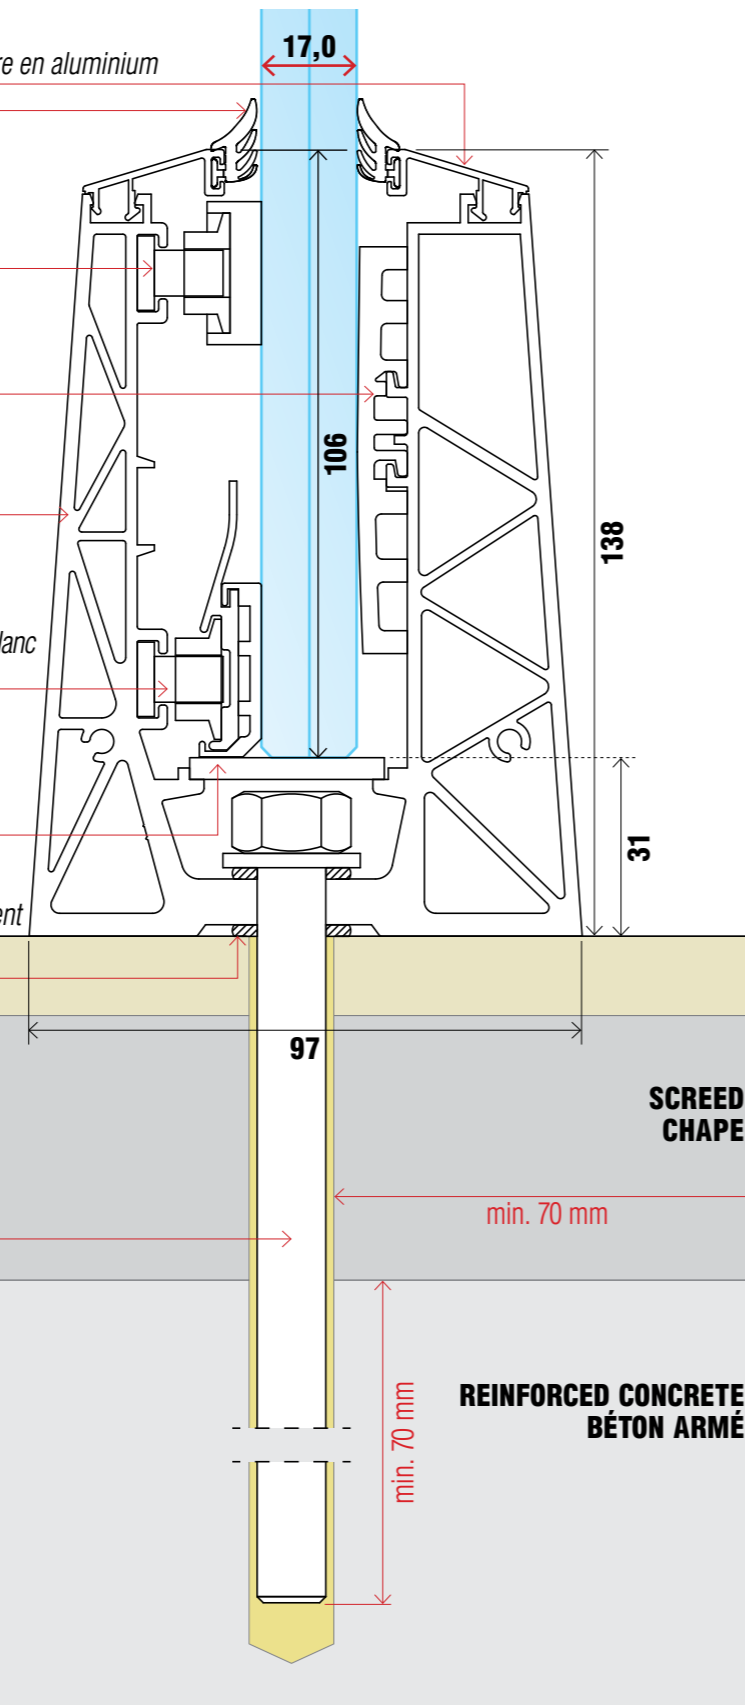 17,0
re en aluminium
106
138
lanc
31
ent
97
SCREED
CHAPE
min. 70 mm
REINFORCED CONCRETE
BÉTON ARMÉ
min. 70 mm